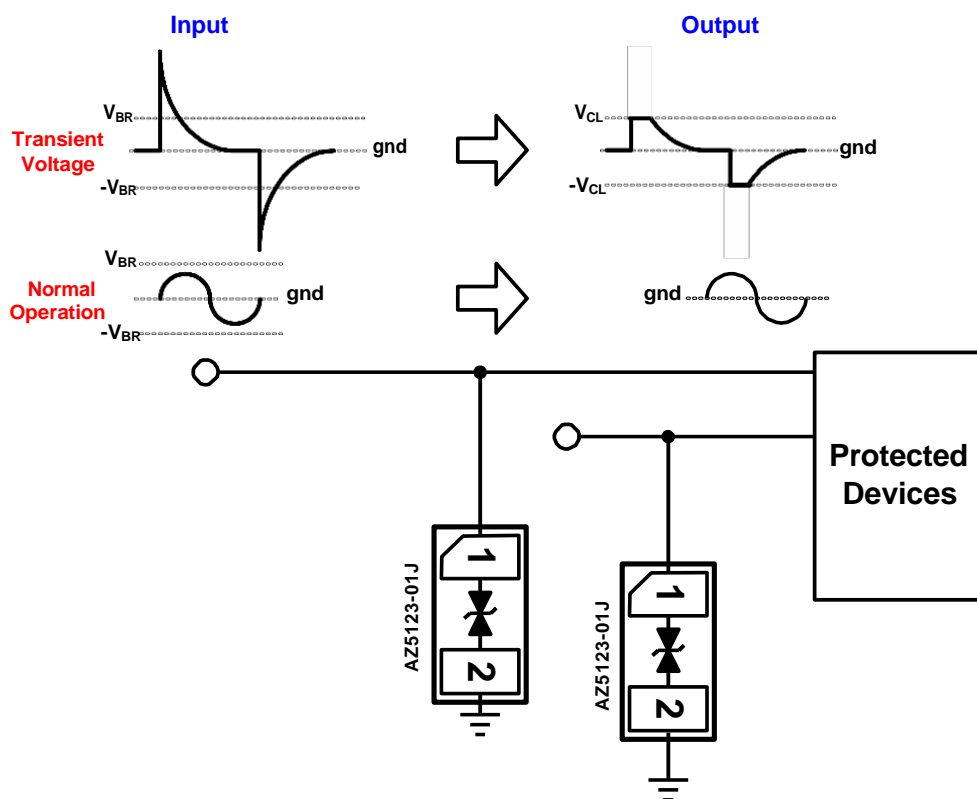 Input
Output
VBR
VCL
Transient
Voltage
gnd
gnd
-VBR
-VCL
VBR
Normal
Operation
gnd
gnd
-VBR
Protected
Devices
1
AZ5123-01J
2
1
AZ5123-01J
2